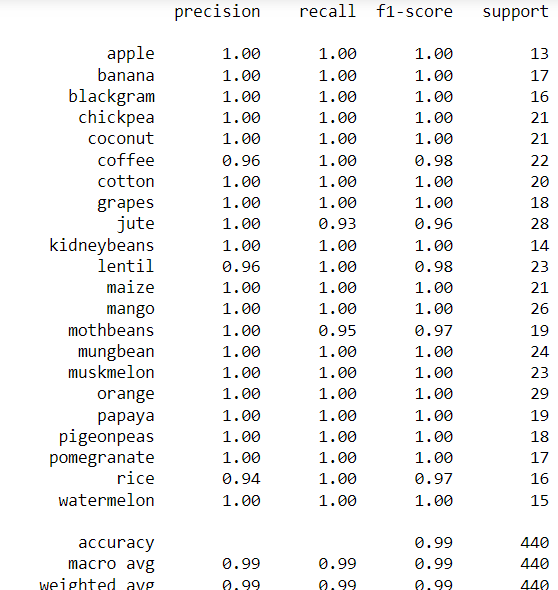 precision recall f1-score support
apple 1.00 1.00 1.00 13
banana 1.00 1.00 1.00 17
blackgram 1.00 1.00 1.00 16
chickpea 1.00 1.00 1.00 21
coconut 1.00 1.00 1.00 21
coffee 0.96 1.00 0.98 22
cotton 1.00 1.00 1.00 20
grapes 1.00 1.00 1.00 18
jute 1.00 0.93 0.96 28
kidneybeans 1.00 1.00 1.00 14
lentil 0.96 1.00 0.98 23
maize 1.00 1.00 1.00 21
mango 1.00 1.00 1.00 26
mothbeans 1.00 0.95 0.97 19
mungbean 1.00 1.00 1.00 24
muskmelon 1.00 1.00 1.00 23
orange 1.00 1.00 1.00 29
papaya 1.00 1.00 1.00 19
pigeonpeas 1.00 1.00 1.00 18
pomegranate 1.00 1.00 1.00 17
rice 0.94 1.00 0.97 16
watermelon 1.00 1.00 1.00 15
accuracy 0.99 440
macro avg 0.99 0.99 0.99 440
weighted avg 0.99 0.99 0.99 440